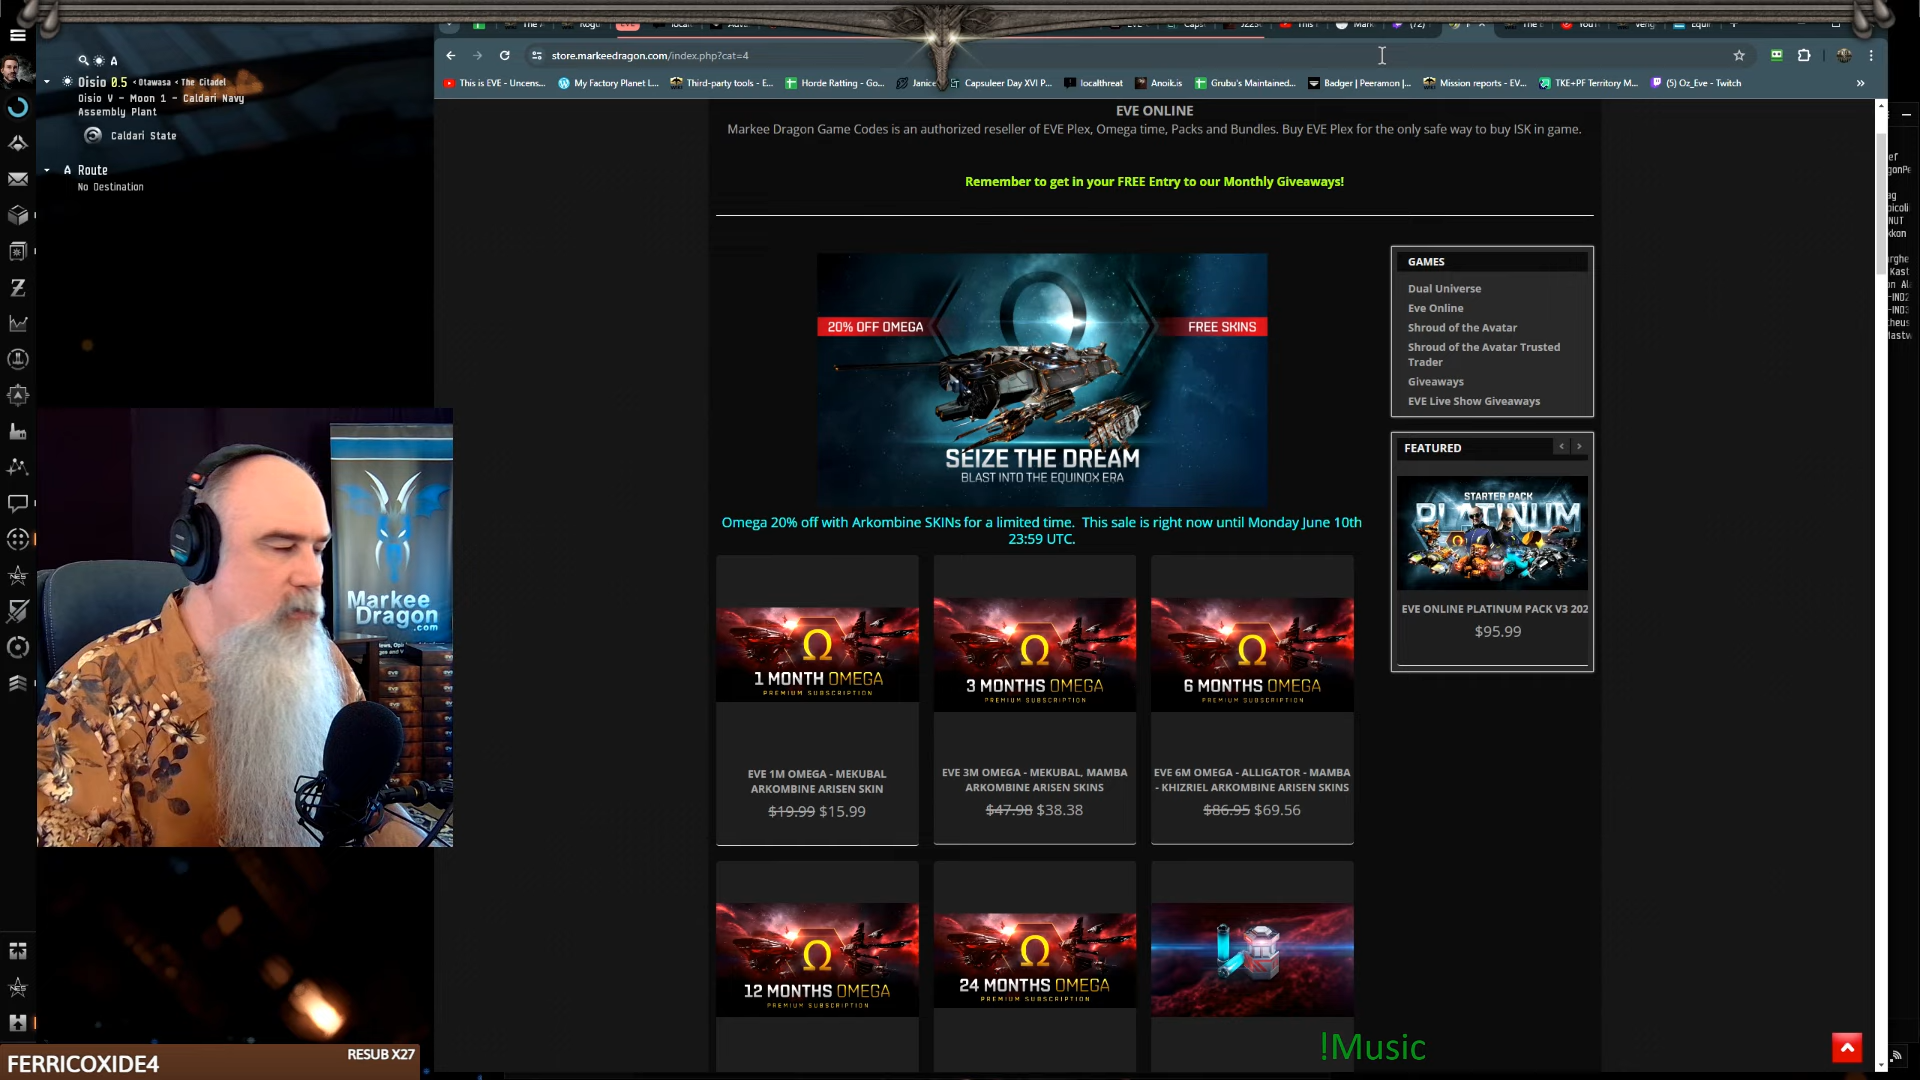 store.markeedragon.com/index.php?cat=4
This is EVE - Uncens...
My Factory Planet L...
Third-party tools - E...
Horde Ratting - Go...
Janice
Capsuleer Day XVI P...
localthreat
Anoik.is
Grubu's Maintained...
Badger | Peeramon |...
Mission reports - EV...
TKE+PF Territory M...
(5) Oz_Eve - Twitch
»
A
Oisio 0.5 < Otawasa < The Citadel
Oisio V - Moon 1 - Caldari Navy
Assembly Plant
Caldari State
A Route
No Destination
EVE ONLINE
Markee Dragon Game Codes is an authorized reseller of EVE Plex, Omega time, Packs and Bundles. Buy EVE Plex for the only safe way to buy ISK in game.
Remember to get in your FREE Entry to our Monthly Giveaways!
20% OFF OMEGA
FREE SKINS
SEIZE THE DREAM
BLAST INTO THE EQUINOX ERA
Omega 20% off with Arkombine SKINs for a limited time. This sale is right now until Monday June 10th
23:59 UTC.
GAMES
Dual Universe
Eve Online
Shroud of the Avatar
Shroud of the Avatar Trusted
Trader
Giveaways
EVE Live Show Giveaways
FEATURED
STARTER PACK
PLATINUM
EVE ONLINE PLATINUM PACK V3 202
$95.99
Ω
1 MONTH OMEGA
PREMIUM SUBSCRIPTION
EVE 1M OMEGA - MEKUBAL
ARKOMBINE ARISEN SKIN
$19.99 $15.99
Ω
3 MONTHS OMEGA
PREMIUM SUBSCRIPTION
EVE 3M OMEGA - MEKUBAL, MAMBA
ARKOMBINE ARISEN SKINS
$47.98 $38.38
Ω
6 MONTHS OMEGA
PREMIUM SUBSCRIPTION
EVE 6M OMEGA - ALLIGATOR - MAMBA
- KHIZRIEL ARKOMBINE ARISEN SKINS
$86.95 $69.56
Ω
12 MONTHS OMEGA
PREMIUM SUBSCRIPTION
Ω
24 MONTHS OMEGA
PREMIUM SUBSCRIPTION
Markee
Dragon
.com
!Music
FERRICOXIDE4
RESUB X27